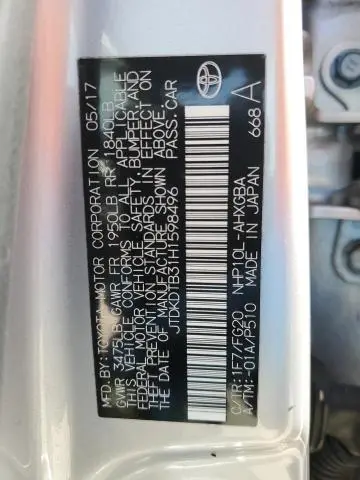 MFD. BY: TOYOTA MOTOR CORPORATION 05/17
GVWR 3475LB GAWR FR 1950LB RR 1840LB
THIS VEHICLE CONFORMS TO ALL APPLICABLE
FEDERAL MOTOR VEHICLE SAFETY, BUMPER, AND
THEFT PREVENTION STANDARDS IN EFFECT ON
THE DATE OF MANUFACTURE SHOWN ABOVE.
JTDKDTB31H1598496 PASS.CAR
C/TR: 1F7/FG20 NHP10L-AHXGBA
A/TM: -01A/P510 MADE IN JAPAN 668 A